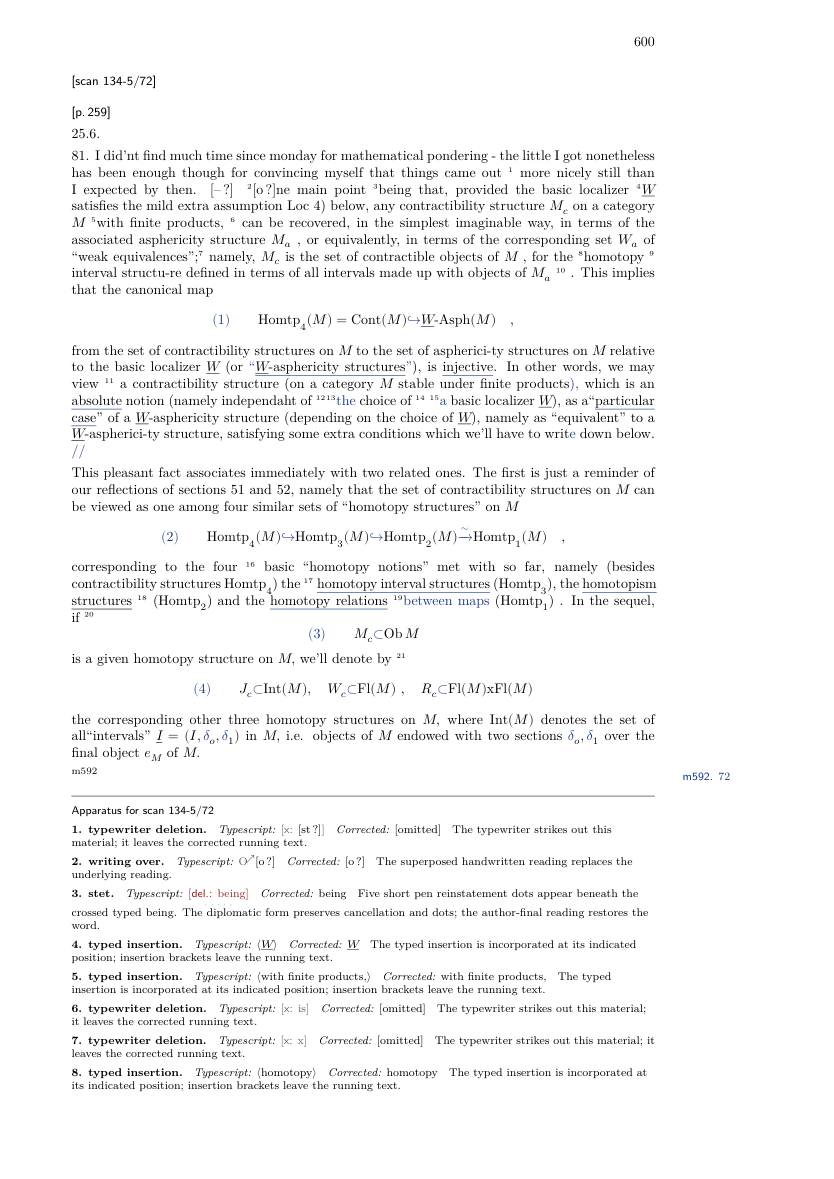 600
[scan 134-5/72]
[p. 259]
25.6.
81. I did'nt find much time since monday for mathematical pondering - the little I got nonetheless
has been enough though for convincing myself that things came out ¹ more nicely still than
I expected by then. [– ?] ²[o ?]ne main point ³being that, provided the basic localizer ⁴W
satisfies the mild extra assumption Loc 4) below, any contractibility structure M_c on a category
M ⁵with finite products, ⁶ can be recovered, in the simplest imaginable way, in terms of the
associated asphericity structure M_a , or equivalently, in terms of the corresponding set W_a of
“weak equivalences”;⁷ namely, M_c is the set of contractible objects of M , for the ⁸homotopy ⁹
interval structu-re defined in terms of all intervals made up with objects of M_a ¹⁰ . This implies
that the canonical map
(1) Homtp_4(M) = Cont(M)↪W-Asph(M) ,
from the set of contractibility structures on M to the set of aspherici-ty structures on M relative
to the basic localizer W (or “W-asphericity structures”), is injective. In other words, we may
view ¹¹ a contractibility structure (on a category M stable under finite products), which is an
absolute notion (namely independaht of ¹²¹³the choice of ¹⁴ ¹⁵a basic localizer W), as a“particular
case” of a W-asphericity structure (depending on the choice of W), namely as “equivalent” to a
W-aspherici-ty structure, satisfying some extra conditions which we'll have to write down below.
//
This pleasant fact associates immediately with two related ones. The first is just a reminder of
our reflections of sections 51 and 52, namely that the set of contractibility structures on M can
be viewed as one among four similar sets of “homotopy structures” on M
(2) Homtp_4(M)↪Homtp_3(M)↪Homtp_2(M)⥲Homtp_1(M) ,
corresponding to the four ¹⁶ basic “homotopy notions” met with so far, namely (besides
contractibility structures Homtp_4) the ¹⁷ homotopy interval structures (Homtp_3), the homotopism
structures ¹⁸ (Homtp_2) and the homotopy relations ¹⁹between maps (Homtp_1) . In the sequel,
if ²⁰
(3) M_c⊂Ob M
is a given homotopy structure on M, we'll denote by ²¹
(4) J_c⊂Int(M), W_c⊂Fl(M) , R_c⊂Fl(M)xFl(M)
the corresponding other three homotopy structures on M, where Int(M) denotes the set of
all“intervals” I = (I, δ_o, δ_1) in M, i.e. objects of M endowed with two sections δ_o, δ_1 over the
final object e_M of M.
m592
m592. 72
Apparatus for scan 134-5/72
1. typewriter deletion. Typescript: [x: [st ?]] Corrected: [omitted] The typewriter strikes out this
material; it leaves the corrected running text.
2. writing over. Typescript: O↗[o ?] Corrected: [o ?] The superposed handwritten reading replaces the
underlying reading.
3. stet. Typescript: [del.: being] Corrected: being Five short pen reinstatement dots appear beneath the
crossed typed being. The diplomatic form preserves cancellation and dots; the author-final reading restores the
word.
4. typed insertion. Typescript: ⟨W⟩ Corrected: W The typed insertion is incorporated at its indicated
position; insertion brackets leave the running text.
5. typed insertion. Typescript: ⟨with finite products,⟩ Corrected: with finite products, The typed
insertion is incorporated at its indicated position; insertion brackets leave the running text.
6. typewriter deletion. Typescript: [x: is] Corrected: [omitted] The typewriter strikes out this material;
it leaves the corrected running text.
7. typewriter deletion. Typescript: [x: x] Corrected: [omitted] The typewriter strikes out this material; it
leaves the corrected running text.
8. typed insertion. Typescript: ⟨homotopy⟩ Corrected: homotopy The typed insertion is incorporated at
its indicated position; insertion brackets leave the running text.